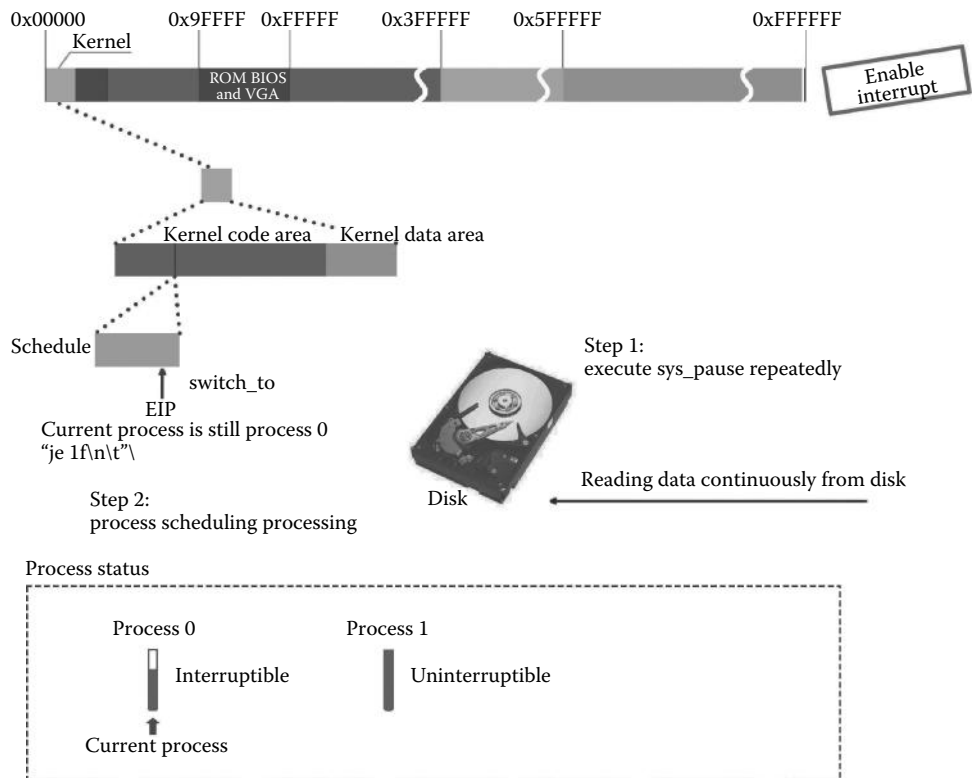 0x00000 0x9FFFF 0xFFFFF 0x3FFFFF 0x5FFFFF 0xFFFFFF
Kernel
ROM BIOS
and VGA
Enable
interrupt
Kernel code area Kernel data area
Schedule
switch_to
EIP
Current process is still process 0
“je 1f\n\t”\
Step 1:
execute sys_pause repeatedly
Step 2:
process scheduling processing
Disk
Reading data continuously from disk
Process status
Process 0 Process 1
Interruptible Uninterruptible
Current process